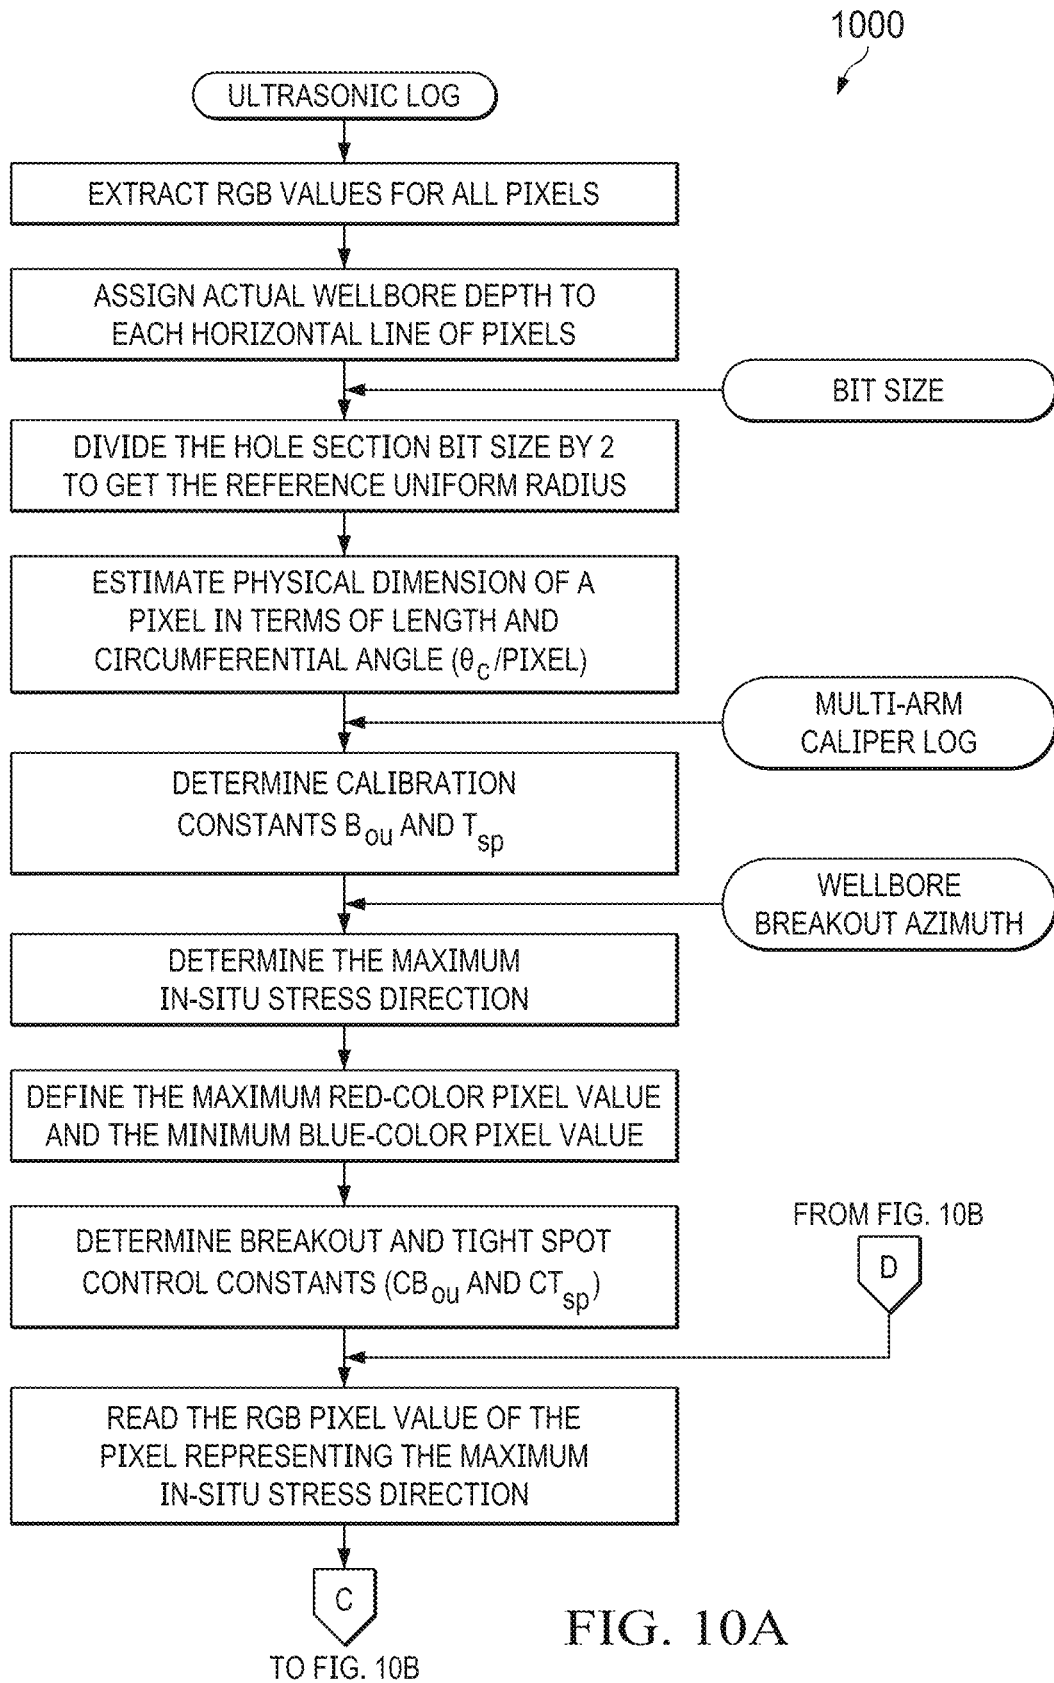 1000
ULTRASONIC LOG
EXTRACT RGB VALUES FOR ALL PIXELS
ASSIGN ACTUAL WELLBORE DEPTH TO
EACH HORIZONTAL LINE OF PIXELS
BIT SIZE
DIVIDE THE HOLE SECTION BIT SIZE BY 2
TO GET THE REFERENCE UNIFORM RADIUS
ESTIMATE PHYSICAL DIMENSION OF A
PIXEL IN TERMS OF LENGTH AND
CIRCUMFERENTIAL ANGLE (θc/PIXEL)
MULTI-ARM
CALIPER LOG
DETERMINE CALIBRATION
CONSTANTS Bou AND Tsp
WELLBORE
BREAKOUT AZIMUTH
DETERMINE THE MAXIMUM
IN-SITU STRESS DIRECTION
DEFINE THE MAXIMUM RED-COLOR PIXEL VALUE
AND THE MINIMUM BLUE-COLOR PIXEL VALUE
DETERMINE BREAKOUT AND TIGHT SPOT
CONTROL CONSTANTS (CBou AND CTsp)
FROM FIG. 10B
D
READ THE RGB PIXEL VALUE OF THE
PIXEL REPRESENTING THE MAXIMUM
IN-SITU STRESS DIRECTION
C
TO FIG. 10B
FIG. 10A